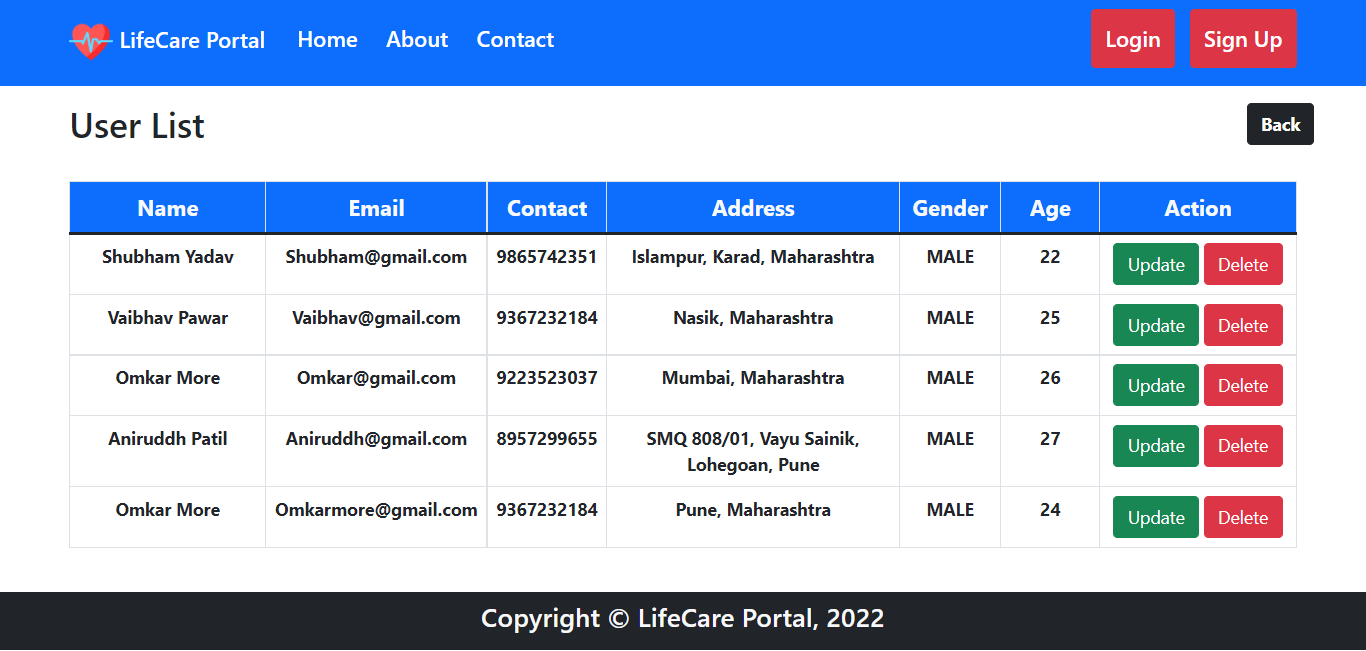 LifeCare Portal Home About Contact Login Sign Up
User List Back
Name Email Contact Address Gender Age Action
Shubham Yadav Shubham@gmail.com 9865742351 Islampur, Karad, Maharashtra MALE 22 Update Delete
Vaibhav Pawar Vaibhav@gmail.com 9367232184 Nasik, Maharashtra MALE 25 Update Delete
Omkar More Omkar@gmail.com 9223523037 Mumbai, Maharashtra MALE 26 Update Delete
Aniruddh Patil Aniruddh@gmail.com 8957299655 SMQ 808/01, Vayu Sainik, MALE 27 Update Delete
Lohegoan, Pune
Omkar More Omkarmore@gmail.com 9367232184 Pune, Maharashtra MALE 24 Update Delete
Copyright © LifeCare Portal, 2022